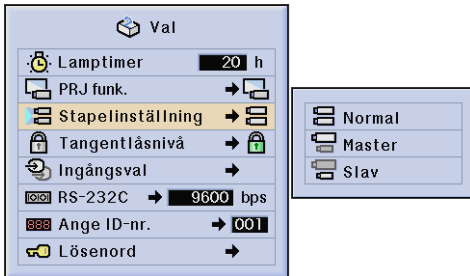 Val
Lamptimer 20 h
PRJ funk.
Stapelinställning
Tangentlåsnivå
Ingångsval
RS-232C 9600 bps
Ange ID-nr. 001
Lösenord
Normal
Master
Slav